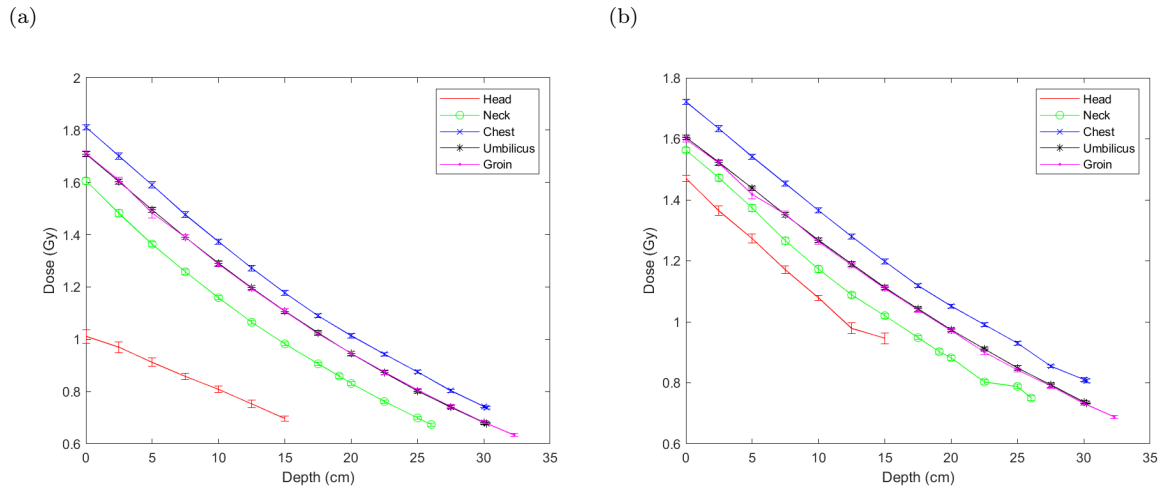 (a)
2
1.8
1.6
1.4
1.2
1
0.8
0.6
Dose (Gy)
0 5 10 15 20 25 30 35
Depth (cm)
Head
Neck
Chest
Umbilicus
Groin
(b)
1.8
1.6
1.4
1.2
1
0.8
0.6
Dose (Gy)
0 5 10 15 20 25 30 35
Depth (cm)
Head
Neck
Chest
Umbilicus
Groin